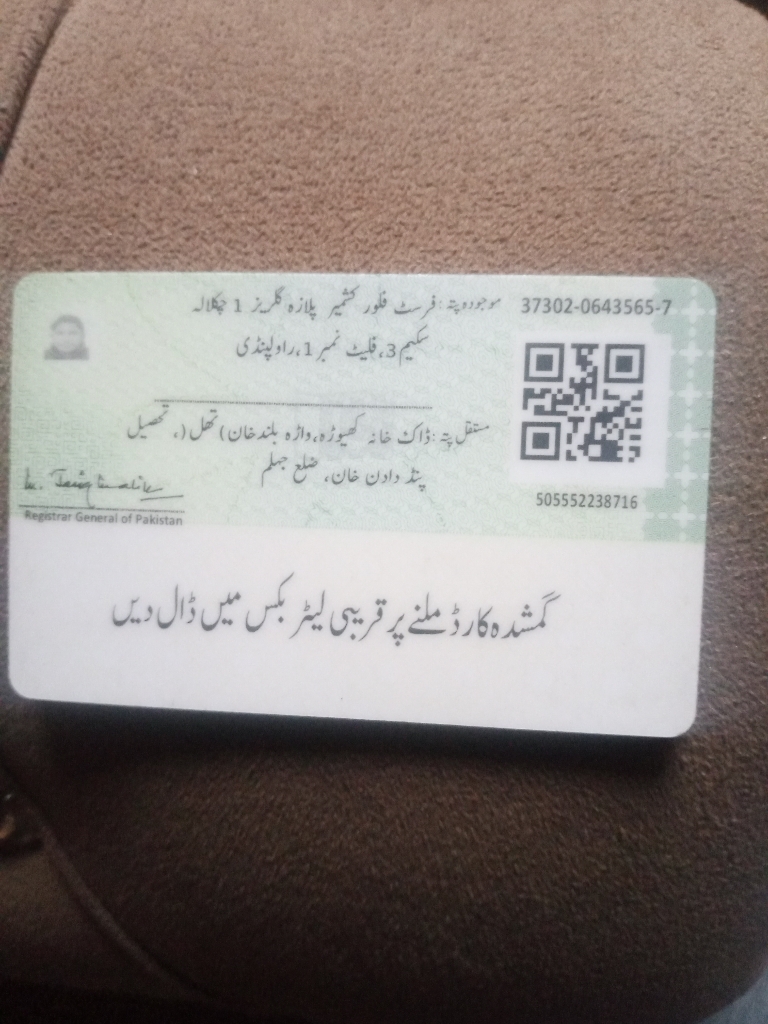 موجودہ پتہ: فرسٹ فلور کشمیر پلازہ گلریز 1 چکلالہ
سکیم 3، فلیٹ نمبر 1، راولپنڈی
37302-0643565-7
مستقل پتہ: ڈاک خانہ کھیوڑہ، واڑہ بلند خان) تھل (، تحصیل
پنڈ دادن خان، ضلع جہلم
505552238716
Registrar General of Pakistan
گمشدہ کارڈ ملنے پر قریبی لیٹر بکس میں ڈال دیں